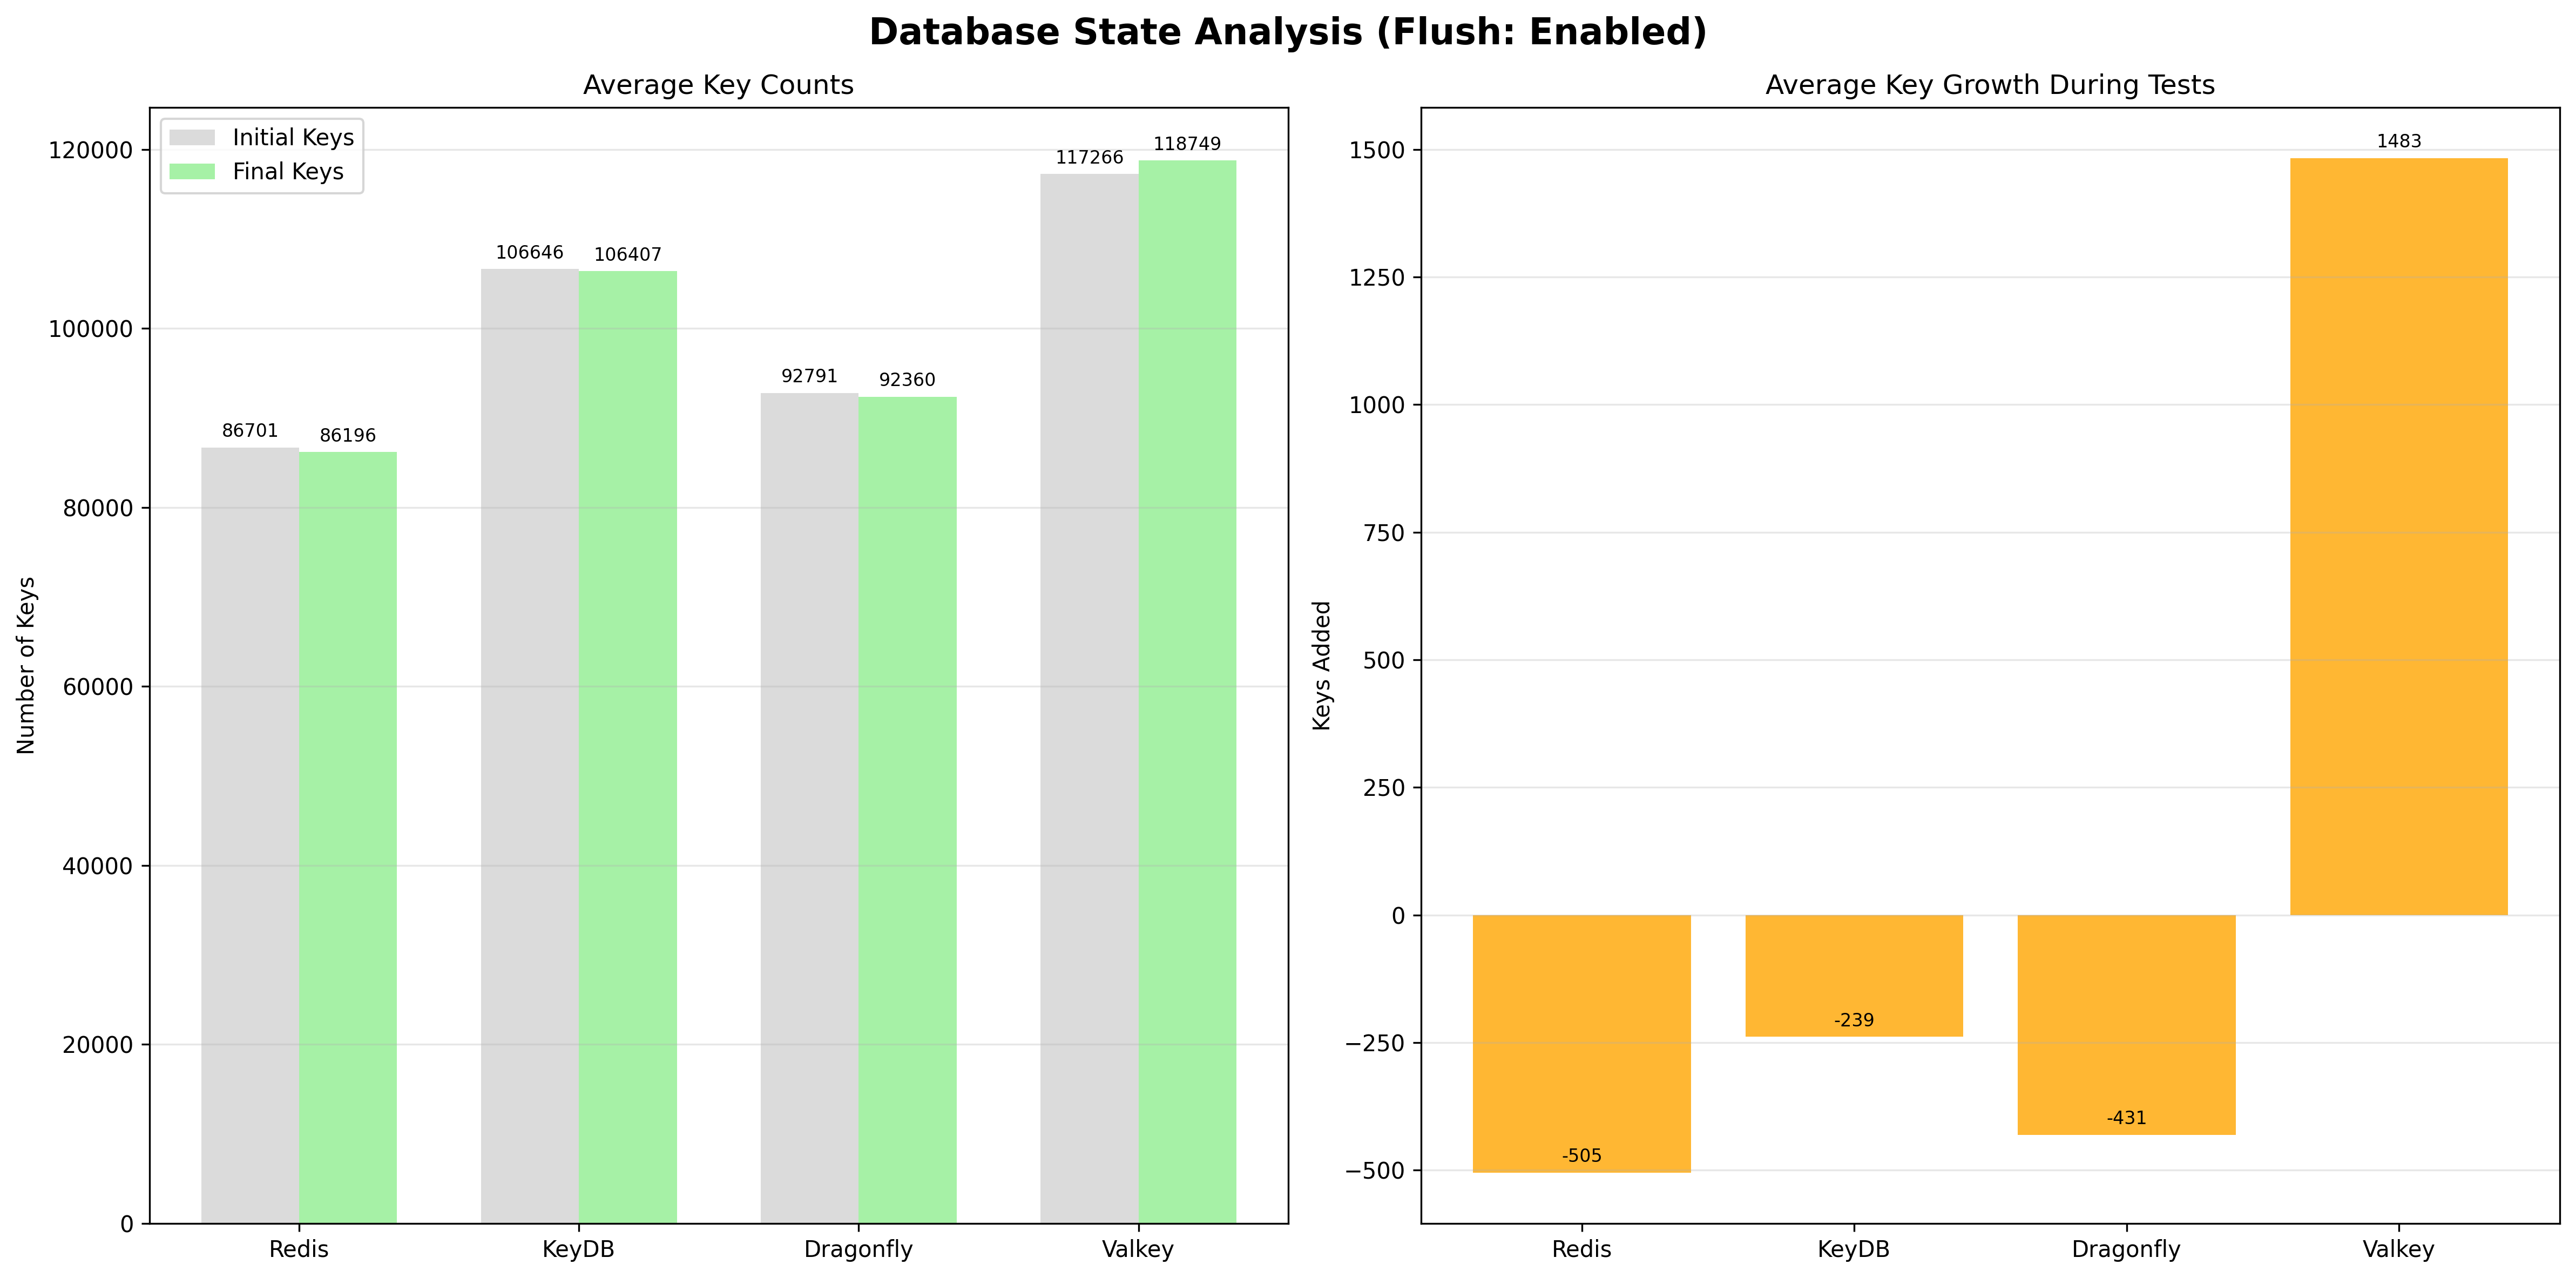 Database State Analysis (Flush: Enabled)
Average Key Counts
Initial Keys
Final Keys
Number of Keys
120000
100000
80000
60000
40000
20000
0
86701
86196
106646
106407
92791
92360
117266
118749
Redis
KeyDB
Dragonfly
Valkey
Average Key Growth During Tests
Keys Added
1500
1250
1000
750
500
250
0
−250
−500
-505
-239
-431
1483
Redis
KeyDB
Dragonfly
Valkey